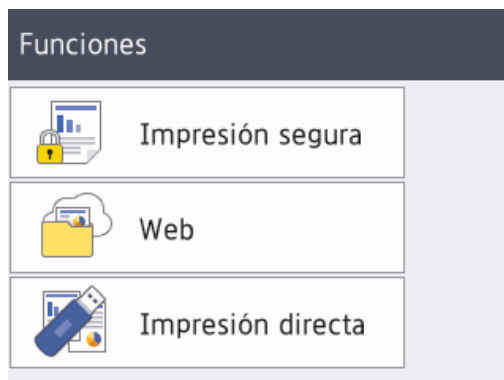 Funciones
Impresión segura
Web
Impresión directa